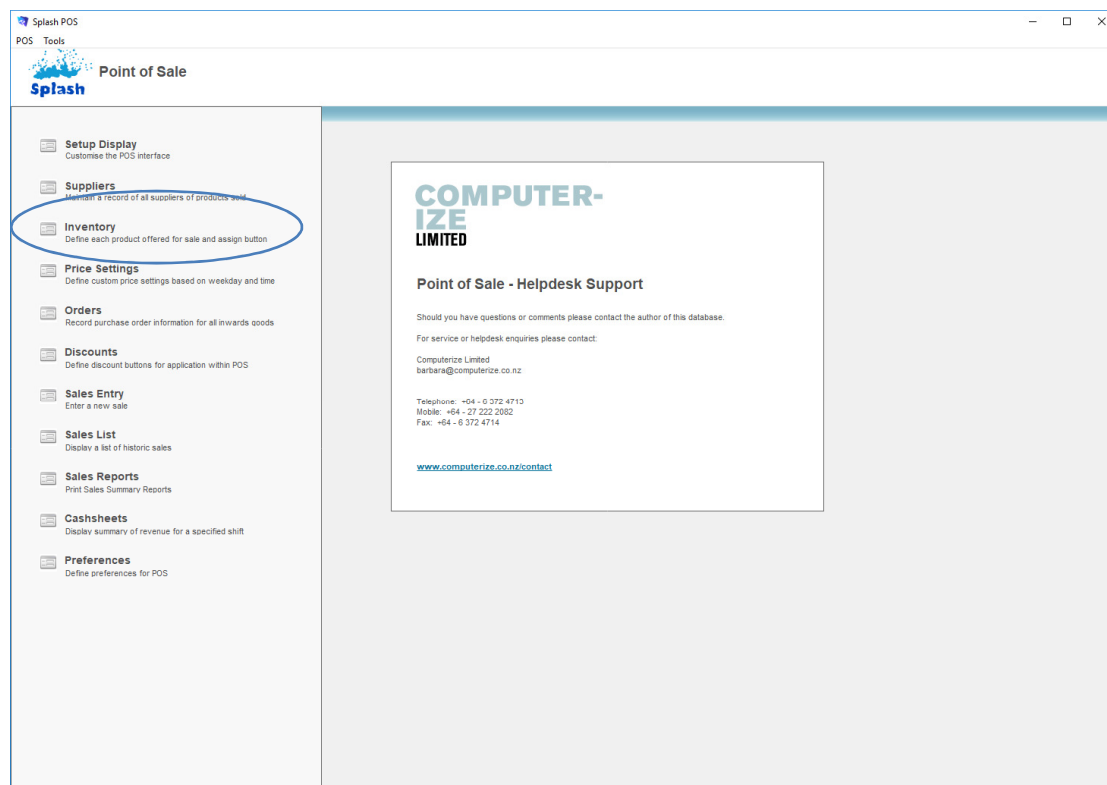 Splash POS
POS Tools
Splash
Point of Sale
Setup Display
Customise the POS interface
Suppliers
Maintain a record of all suppliers of products sold
Inventory
Define each product offered for sale and assign button
Price Settings
Define custom price settings based on weekday and time
Orders
Record purchase order information for all inwards goods
Discounts
Define discount buttons for application within POS
Sales Entry
Enter a new sale
Sales List
Display a list of historic sales
Sales Reports
Print Sales Summary Reports
Cashsheets
Display summary of revenue for a specified shift
Preferences
Define preferences for POS
COMPUTER-
IZE
LIMITED
Point of Sale - Helpdesk Support
Should you have questions or comments please contact the author of this database.
For service or helpdesk enquiries please contact:
Computerize Limited
barbara@computerize.co.nz
Telephone: +64 - 6 372 4713
Mobile: +64 - 27 222 2082
Fax: +64 - 6 372 4714
www.computerize.co.nz/contact